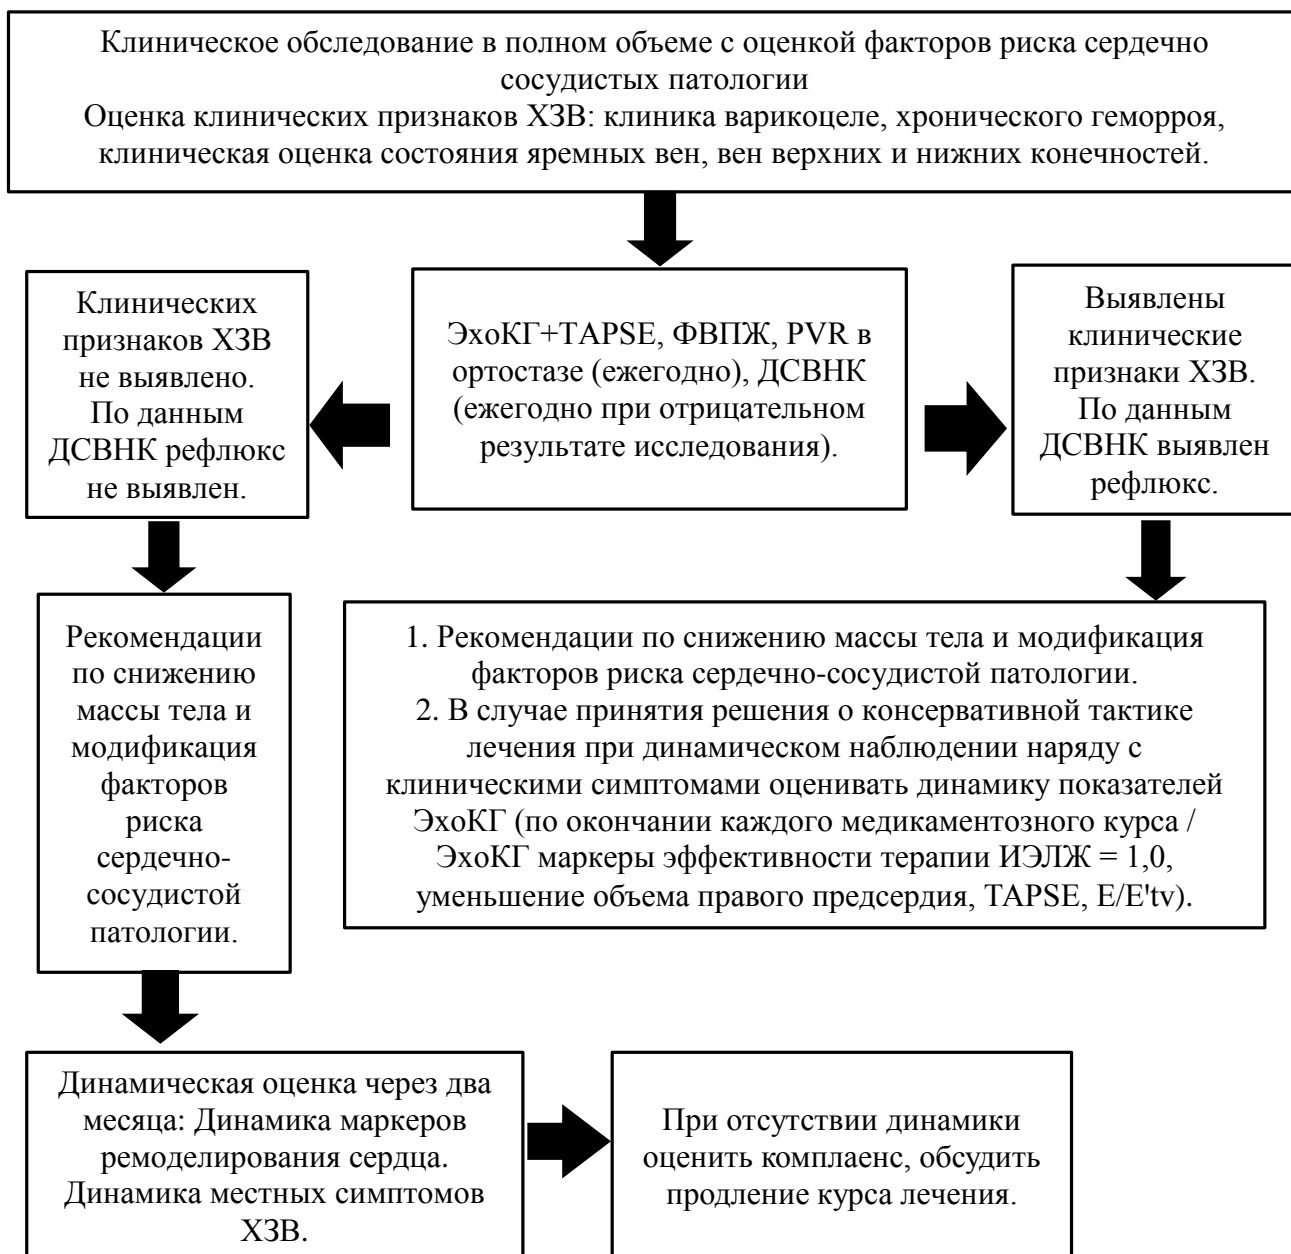 Клиническое обследование в полном объеме с оценкой факторов риска сердечно
сосудистых патологии
Оценка клинических признаков ХЗВ: клиника варикоцеле, хронического геморроя,
клиническая оценка состояния яремных вен, вен верхних и нижних конечностей.
Клинических
признаков ХЗВ
не выявлено.
По данным
ДСВНК рефлюкс
не выявлен.
ЭхоКГ+TAPSE, ФВПЖ, PVR в
ортостазе (ежегодно), ДСВНК
(ежегодно при отрицательном
результате исследования).
Выявлены
клинические
признаки ХЗВ.
По данным
ДСВНК выявлен
рефлюкс.
Рекомендации
по снижению
массы тела и
модификация
факторов
риска
сердечно-
сосудистой
патологии.
1. Рекомендации по снижению массы тела и модификация
факторов риска сердечно-сосудистой патологии.
2. В случае принятия решения о консервативной тактике
лечения при динамическом наблюдении наряду с
клиническими симптомами оценивать динамику показателей
ЭхоКГ (по окончании каждого медикаментозного курса /
ЭхоКГ маркеры эффективности терапии ИЭЛЖ = 1,0,
уменьшение объема правого предсердия, TAPSE, E/E'tv).
Динамическая оценка через два
месяца: Динамика маркеров
ремоделирования сердца.
Динамика местных симптомов
ХЗВ.
При отсутствии динамики
оценить комплаенс, обсудить
продление курса лечения.